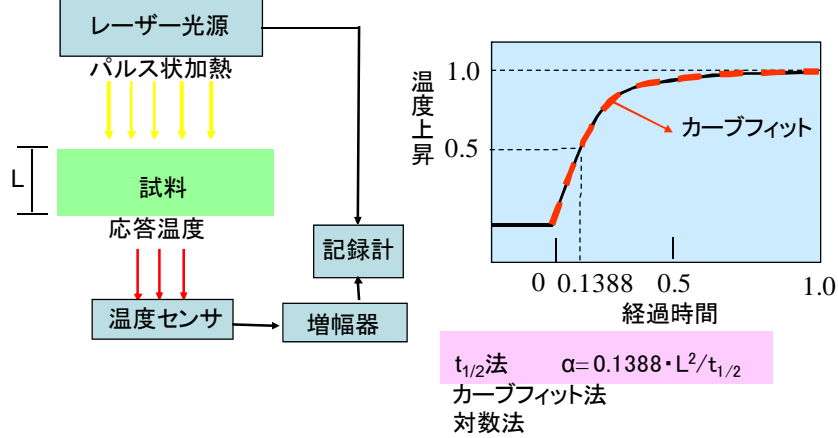 レーザー光源
パルス状加熱
L
試料
応答温度
温度センサ
増幅器
記録計
温度上昇
1.0
0.5
カーブフィット
0
0.1388
0.5
1.0
経過時間
t1/2法 α=0.1388・L²/t1/2
カーブフィット法
対数法